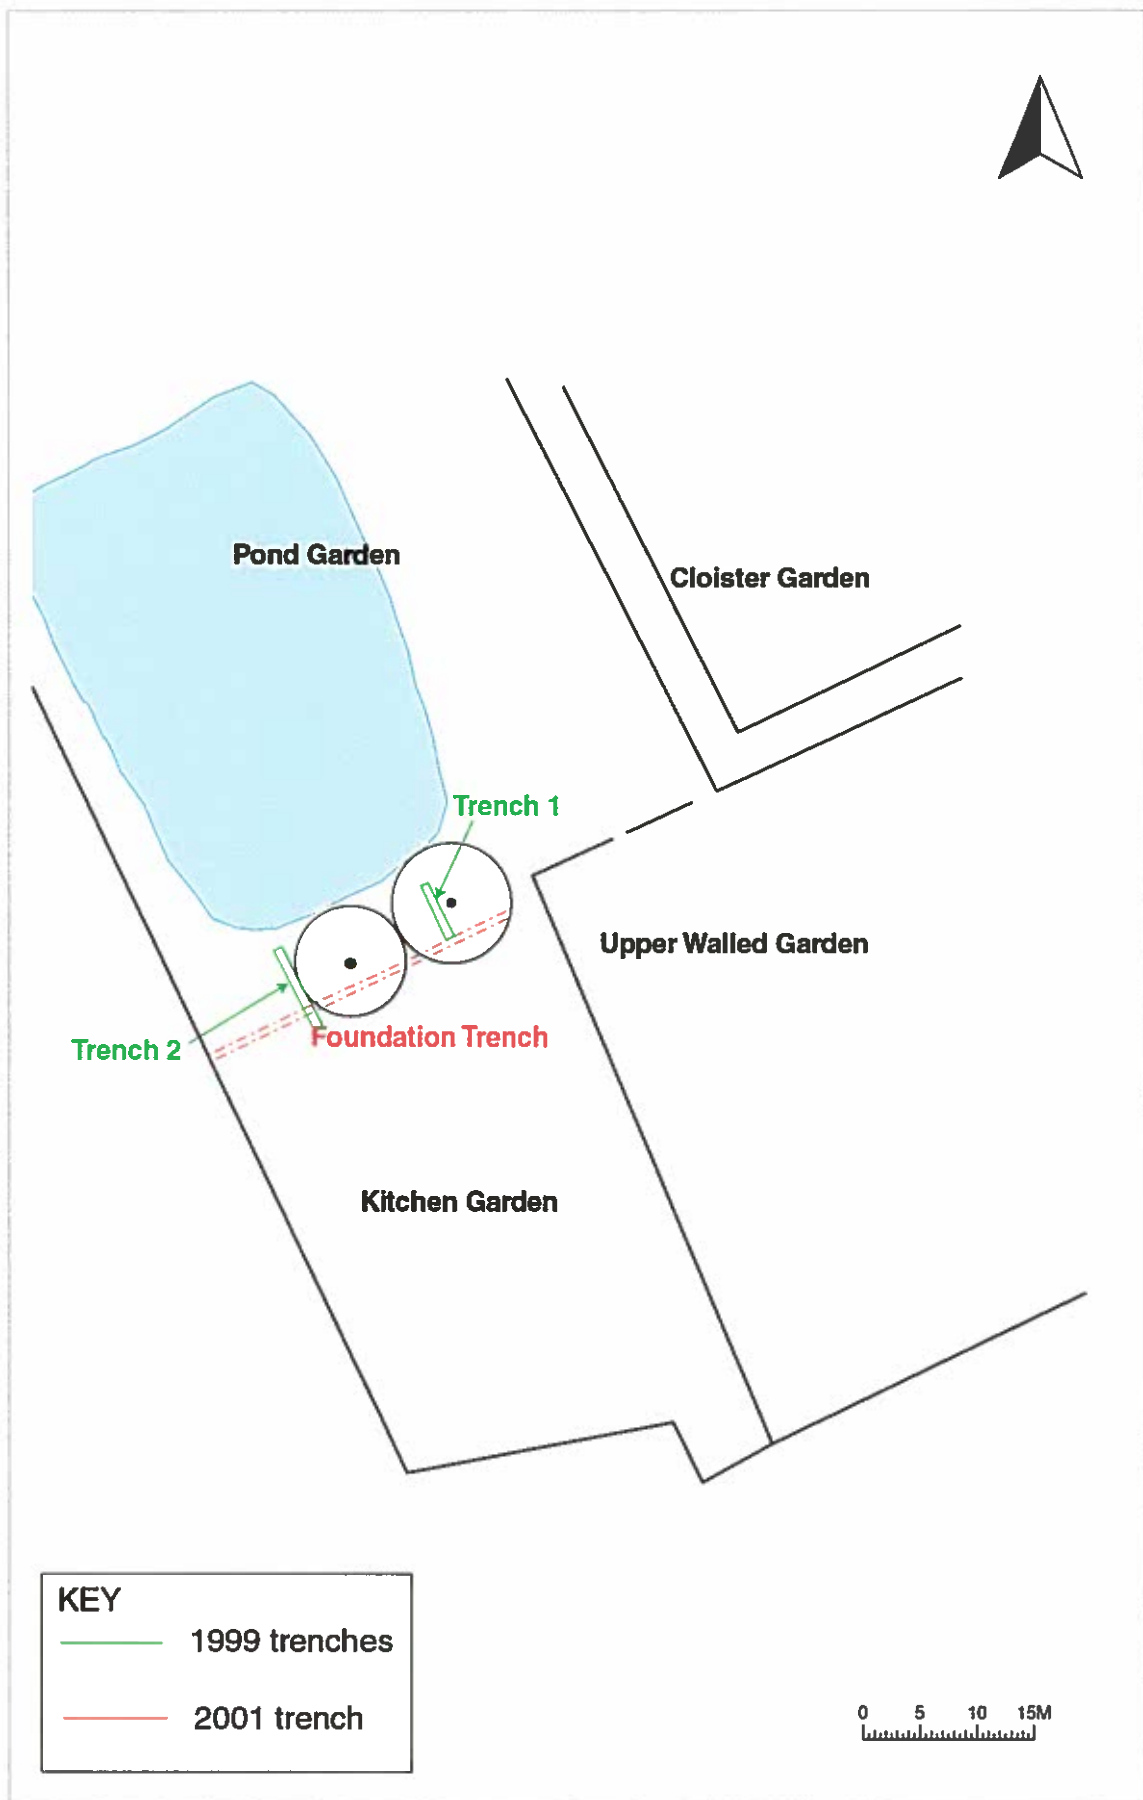 Pond Garden
Cloister Garden
Trench 1
Upper Walled Garden
Foundation Trench
Trench 2
Kitchen Garden
KEY
1999 trenches
2001 trench
0 5 10 15M